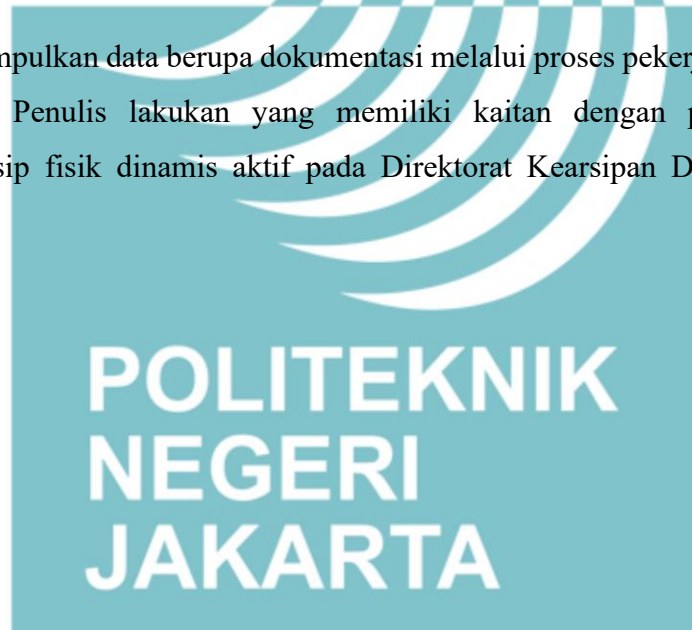 mpulkan data berupa dokumentasi melalui proses pekerj
Penulis lakukan yang memiliki kaitan dengan p
sip fisik dinamis aktif pada Direktorat Kearsipan D
POLITEKNIK
NEGERI
JAKARTA